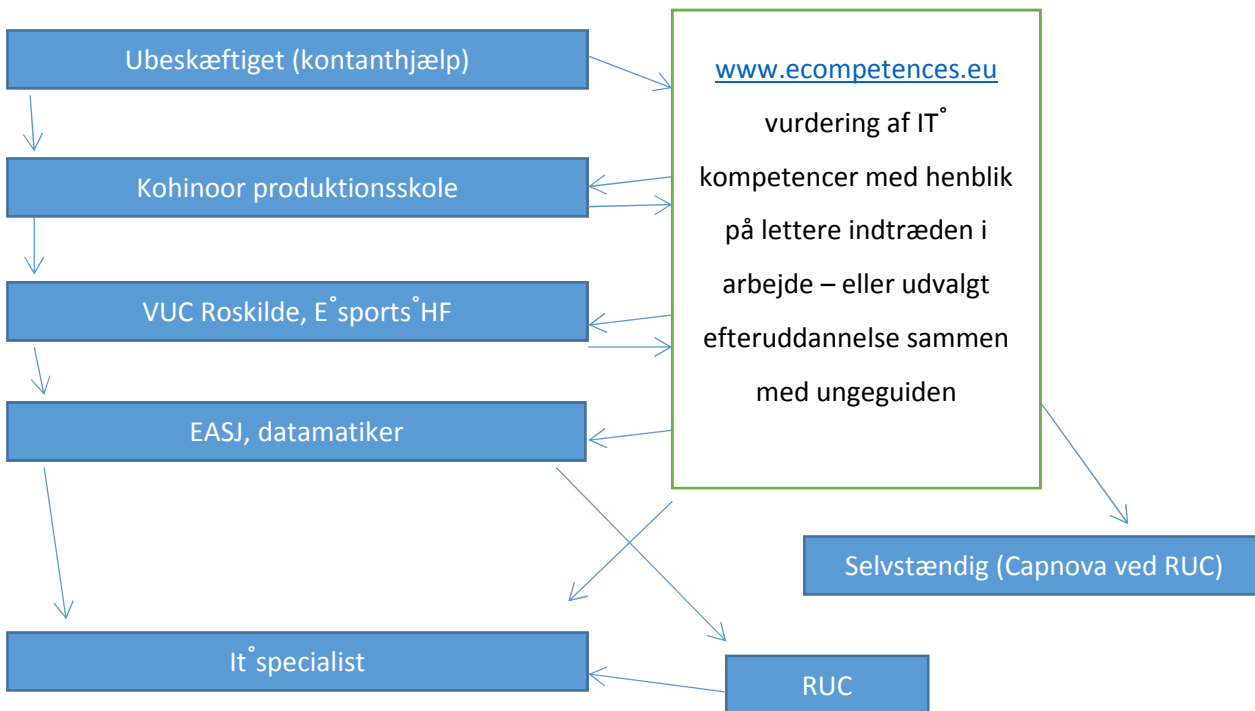 Ubeskæftiget (kontanthjælp)
Kohinoor produktionsskole
VUC Roskilde, E˚sports˚HF
EASJ, datamatiker
It˚specialist
www.ecompetences.eu
vurdering af IT˚
kompetencer med henblik
på lettere indtræden i
arbejde – eller udvalgt
efteruddannelse sammen
med ungeguiden
Selvstændig (Capnova ved RUC)
RUC